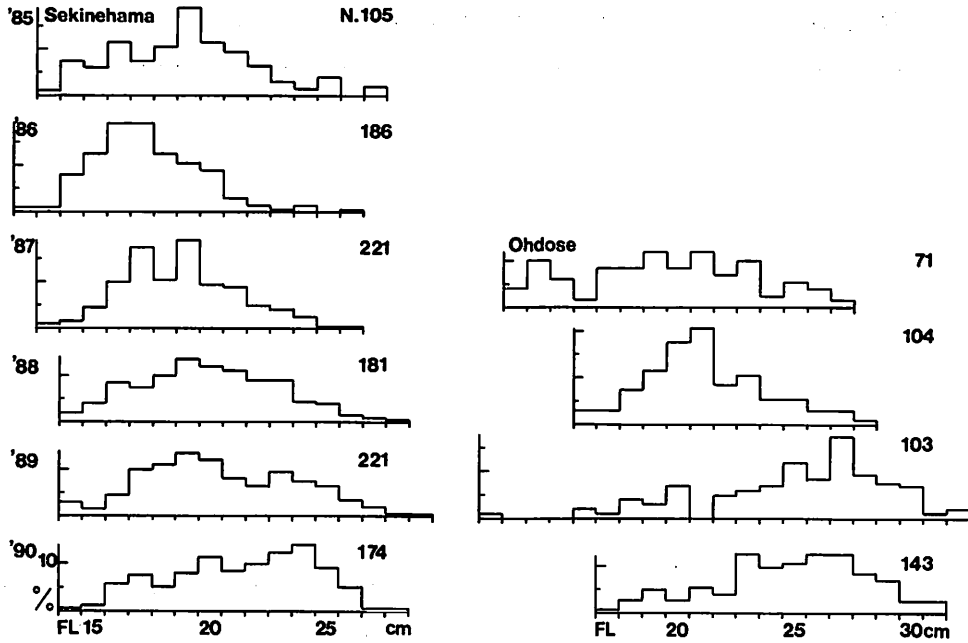 '85 Sekinehama N.105
'86 186
'87 221
Ohdose 71
'88 181
104
'89 221
103
'90 10 174
%
143
FL 15 20 25 cm
FL 20 25 30cm